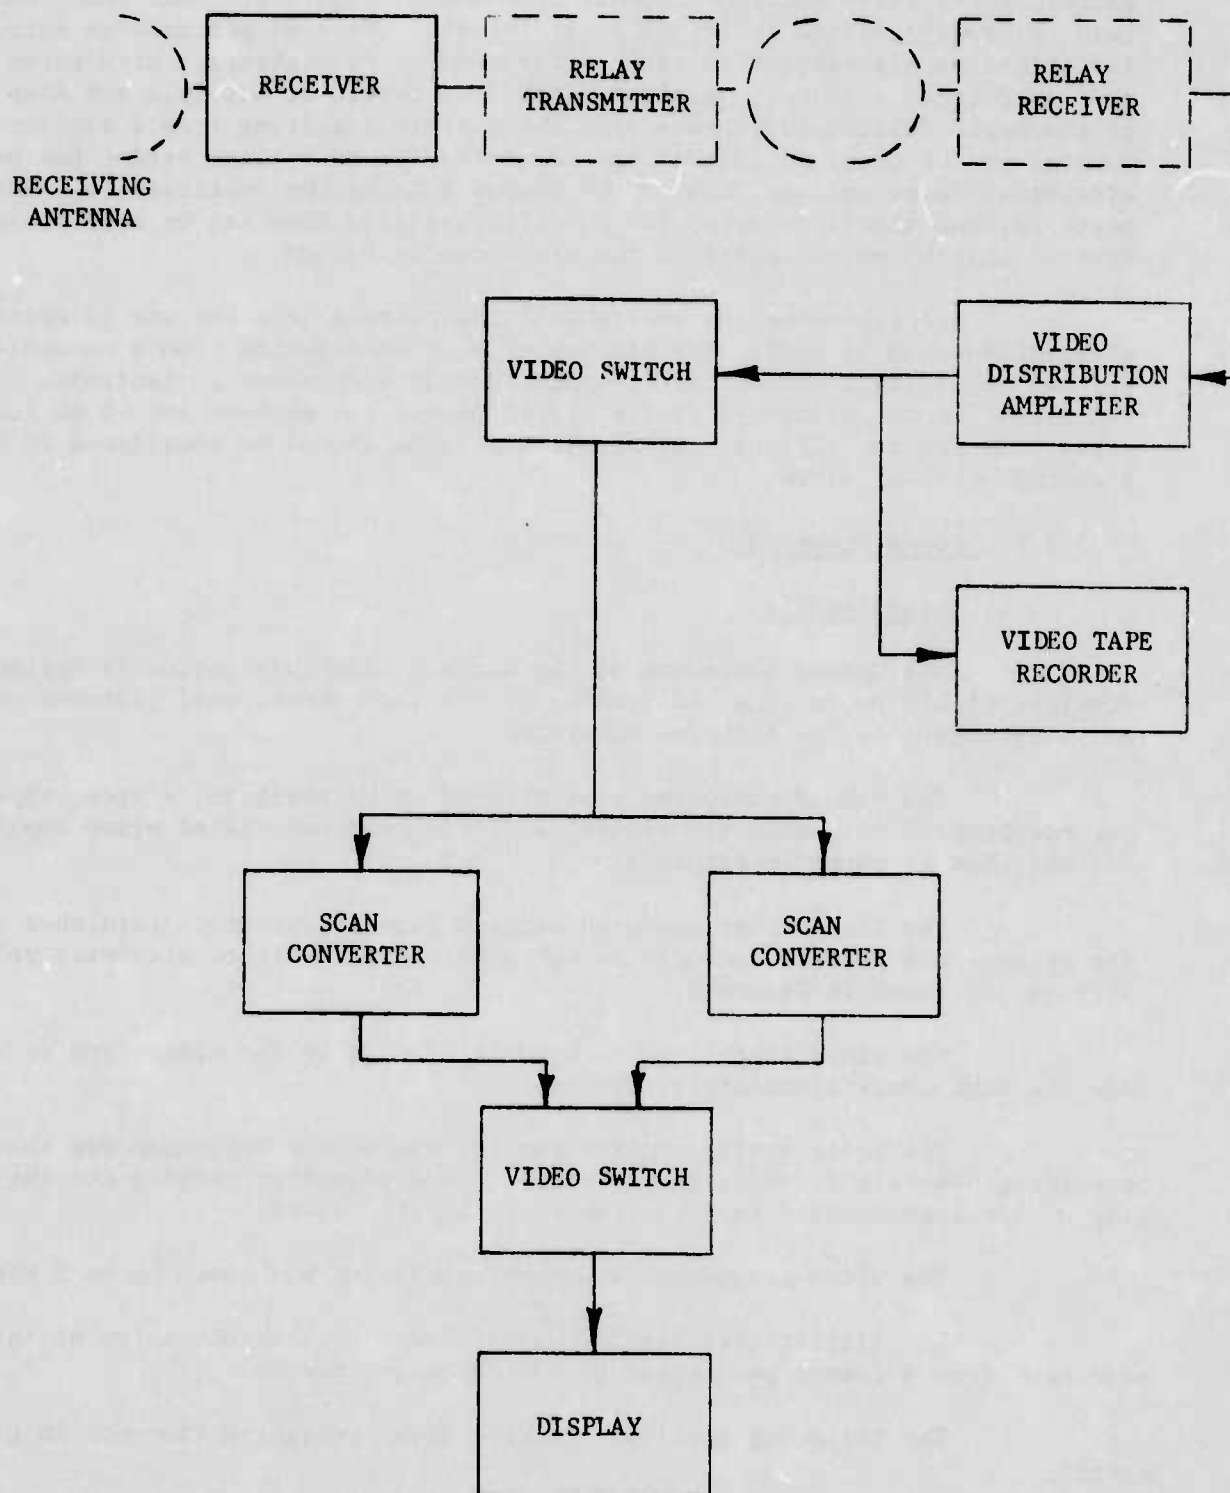 RECEIVER
RELAY
TRANSMITTER
RELAY
RECEIVER
RECEIVING
ANTENNA
VIDEO SWITCH
VIDEO
DISTRIBUTION
AMPLIFIER
VIDEO TAPE
RECORDER
SCAN
CONVERTER
SCAN
CONVERTER
VIDEO SWITCH
DISPLAY